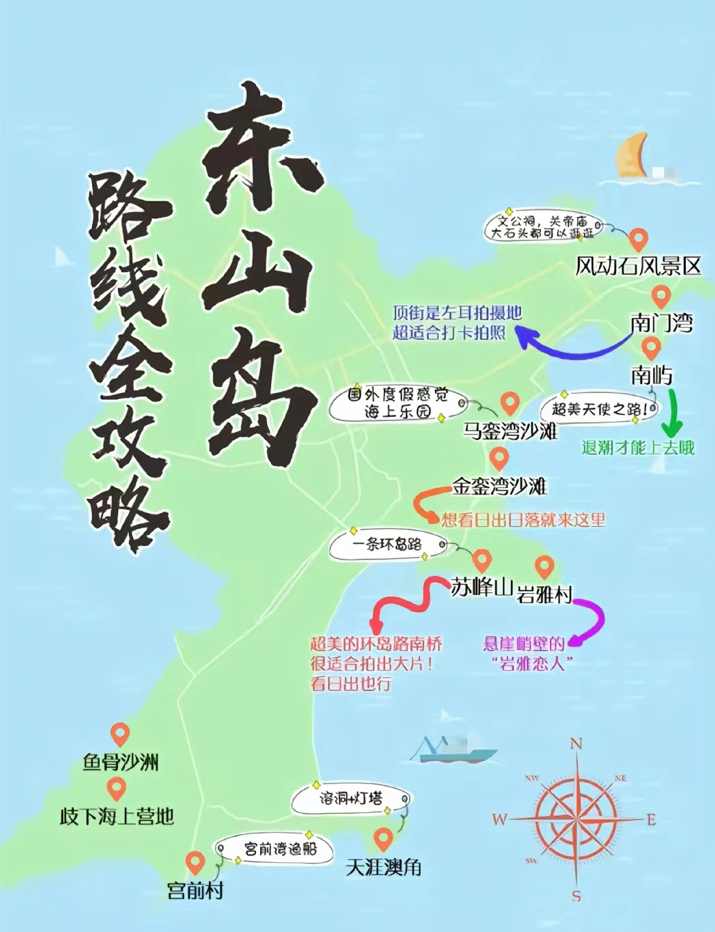 东山岛
路线全攻略
文公祠，关帝庙
大石头都可以逛逛
风动石风景区
顶街是左耳拍摄地
超适合打卡拍照
南门湾
南屿
国外度假感觉
海上乐园
超美天使之路！
马銮湾沙滩
退潮才能上去哦
金銮湾沙滩
想看日出日落就来这里
一条环岛路
苏峰山
岩雅村
超美的环岛路南桥
很适合拍出大片！
看日出也行
悬崖峭壁的
“岩雅恋人”
鱼骨沙洲
歧下海上营地
溶洞+灯塔
宫前湾渔船
天涯澳角
宫前村
N
NW
NE
W
E
SW
SE
S